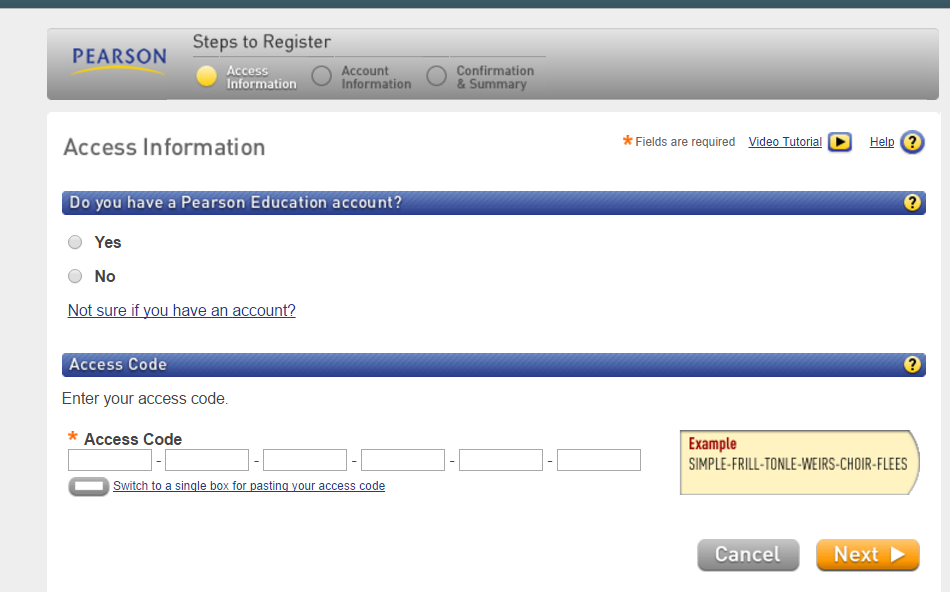 PEARSON
Steps to Register
Access
Information
Account
Information
Confirmation
& Summary
Access Information
* Fields are required
Video Tutorial
Help ?
Do you have a Pearson Education account? ?
Yes
No
Not sure if you have an account?
Access Code ?
Enter your access code.
* Access Code
- - - - -
Example
SIMPLE-FRILL-TONLE-WEIRS-CHOIR-FLEES
Switch to a single box for pasting your access code
Cancel
Next